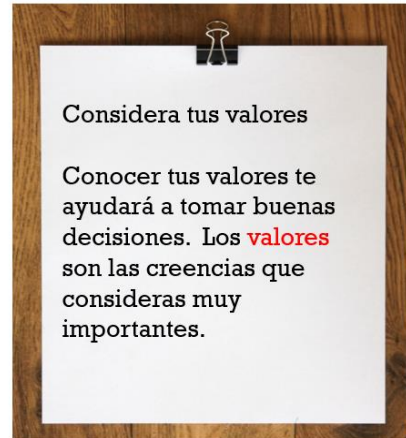 Considera tus valores
Conocer tus valores te
ayudará a tomar buenas
decisiones.  Los valores
son las creencias que
consideras muy
importantes.